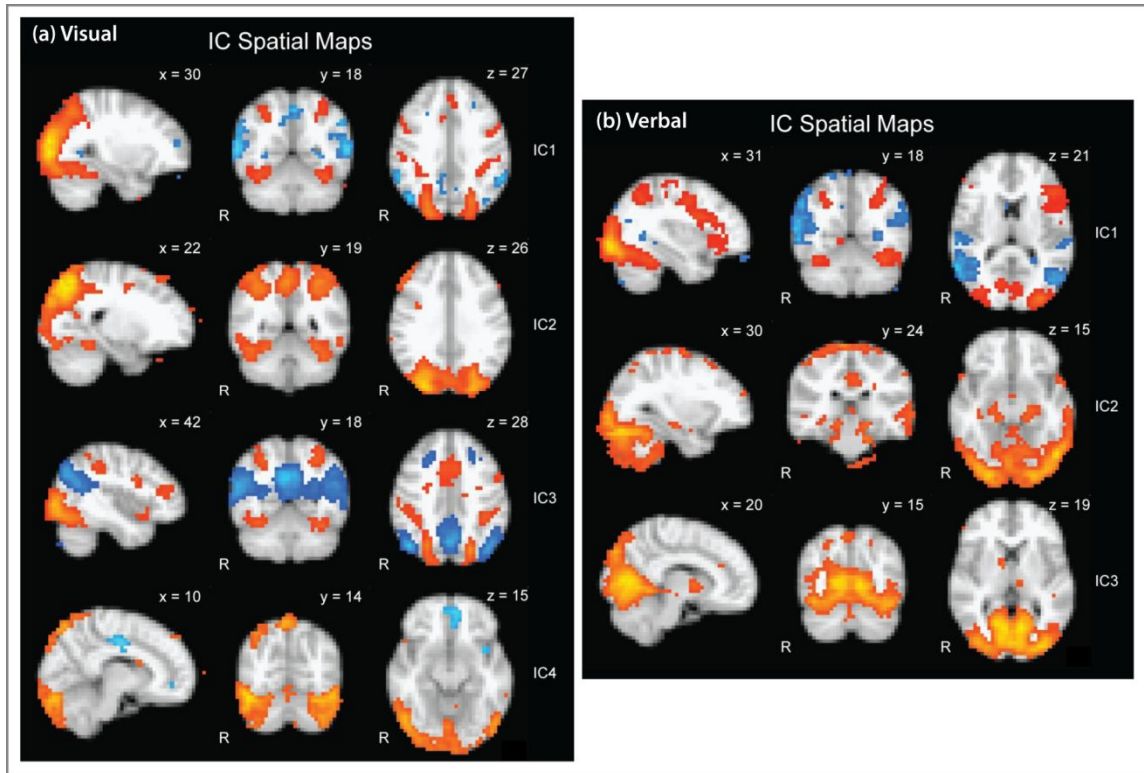 (a) Visual IC Spatial Maps
x = 30 y = 18 z = 27
IC1
R R
x = 22 y = 19 z = 26
IC2
R R
x = 42 y = 18 z = 28
IC3
R R
x = 10 y = 14 z = 15
IC4
R R
(b) Verbal IC Spatial Maps
x = 31 y = 18 z = 21
IC1
R R
x = 30 y = 24 z = 15
IC2
R R
x = 20 y = 15 z = 19
IC3
R R